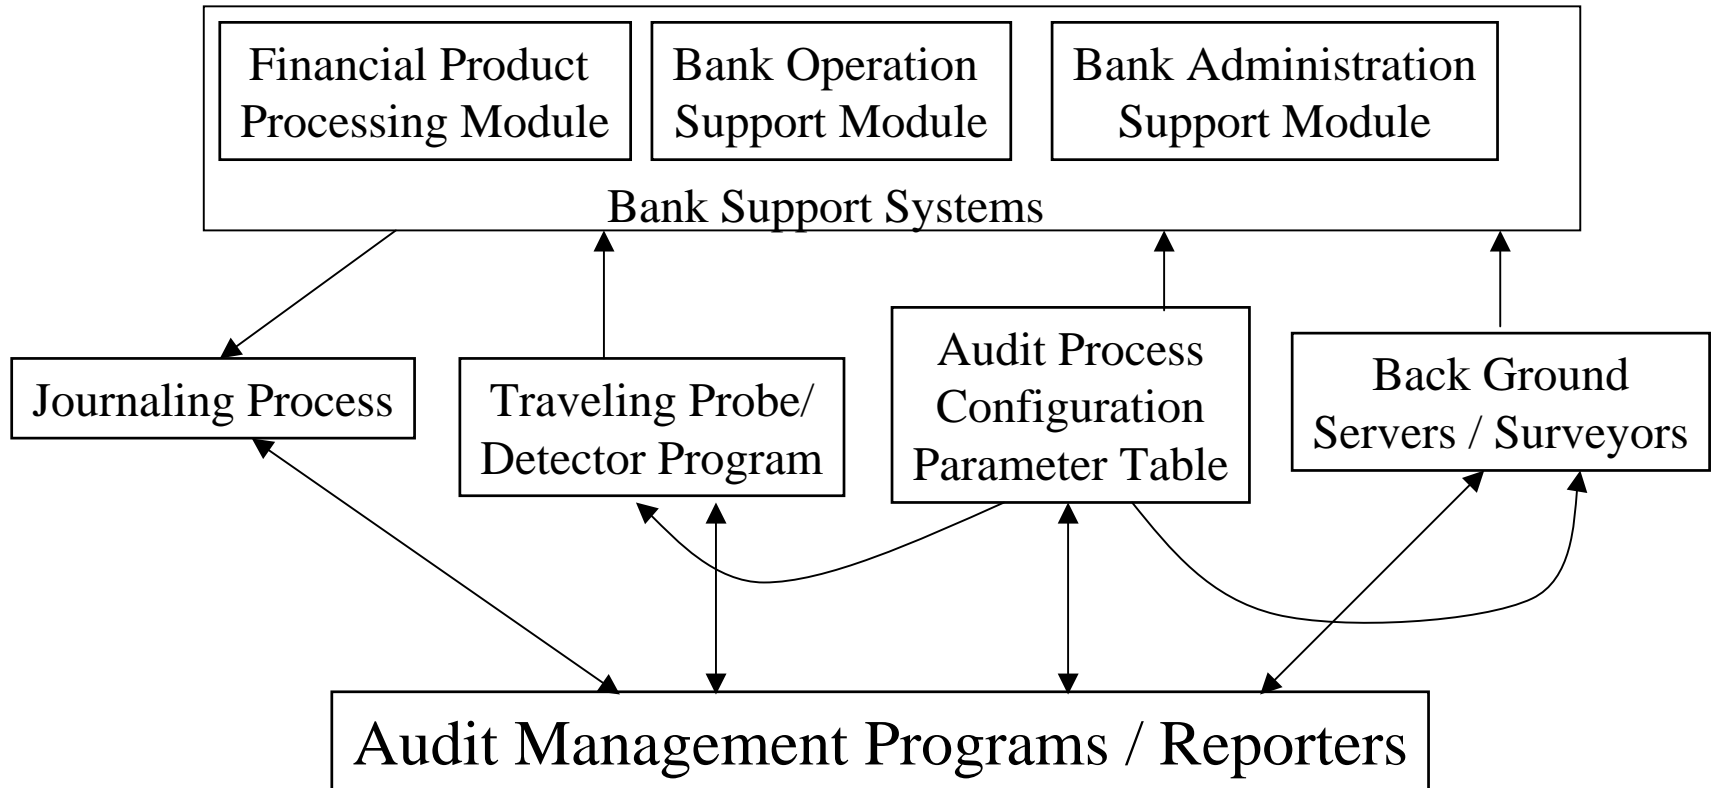 Financial Product
Processing Module
Bank Operation
Support Module
Bank Administration
Support Module
Bank Support Systems
Journaling Process
Traveling Probe/
Detector Program
Audit Process
Configuration
Parameter Table
Back Ground
Servers / Surveyors
Audit Management Programs / Reporters